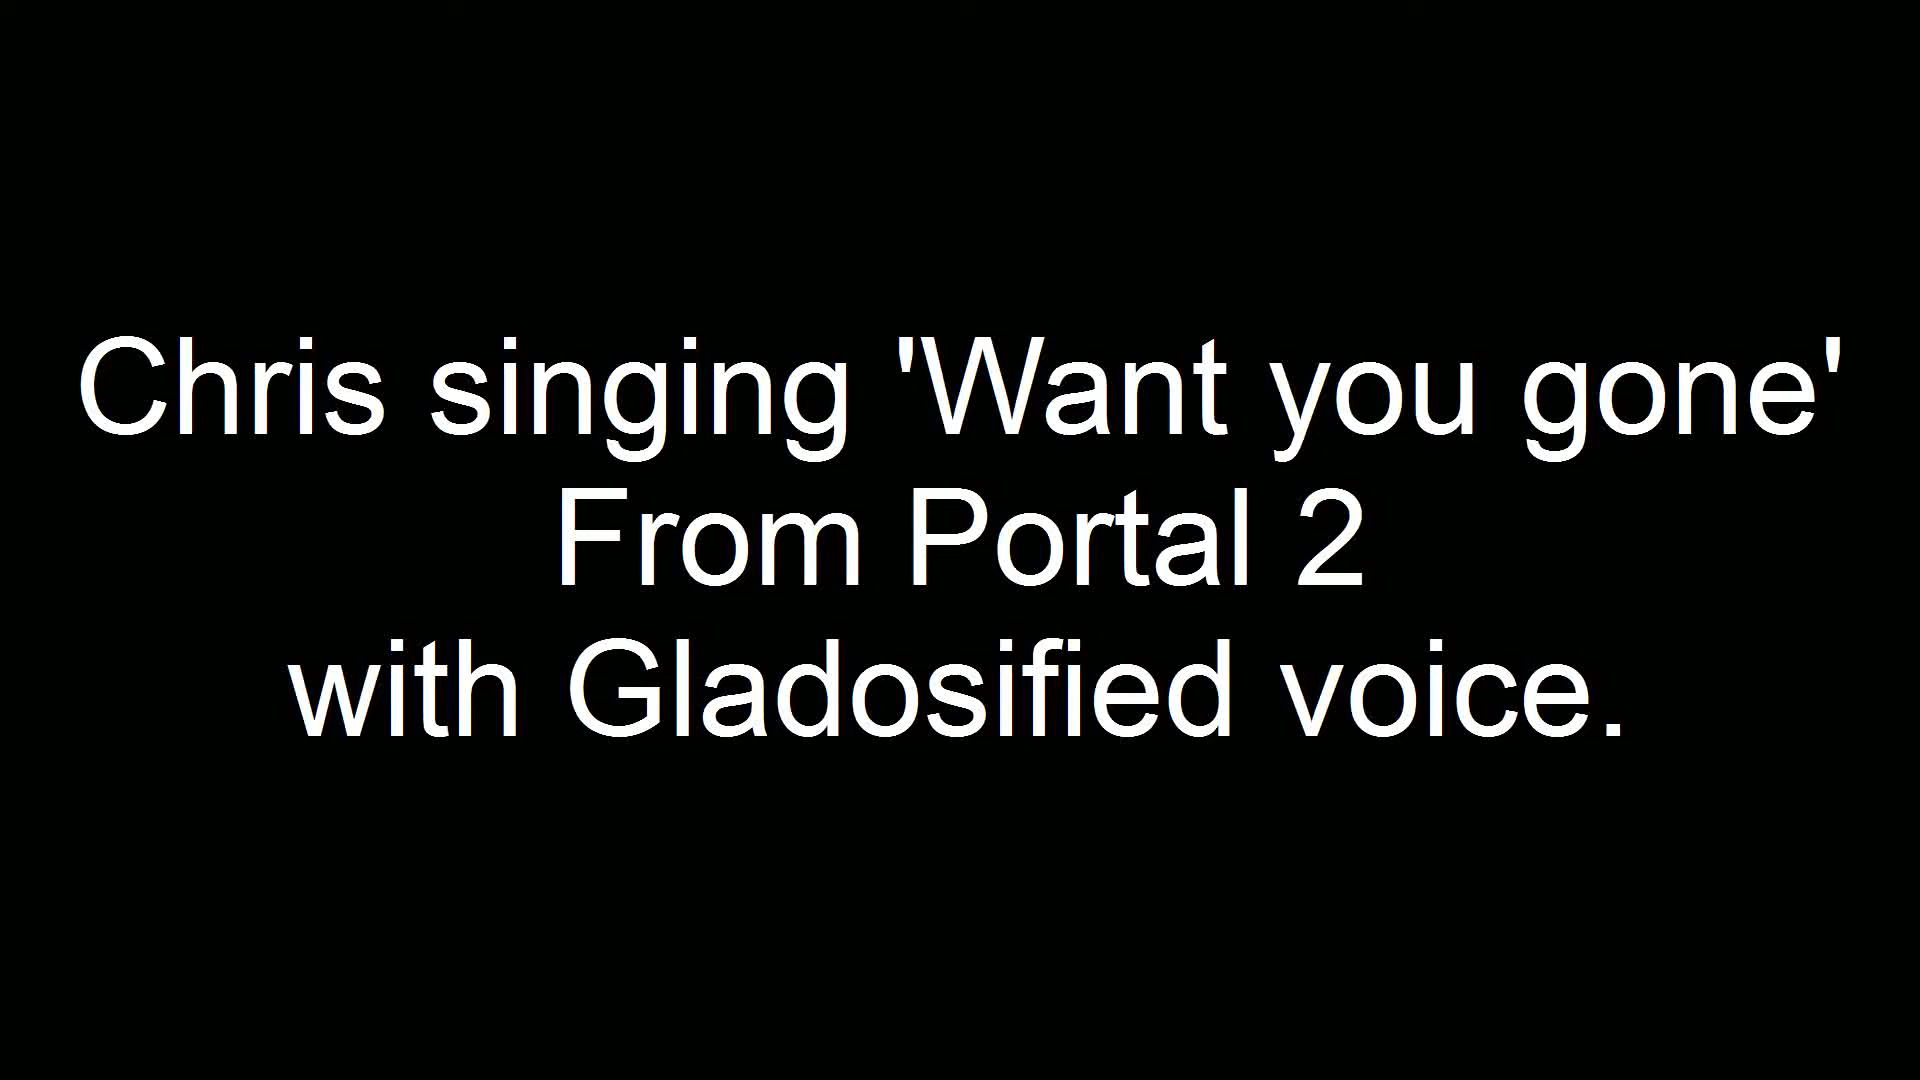 Chris singing 'Want you gone'
From Portal 2
with Gladosified voice.